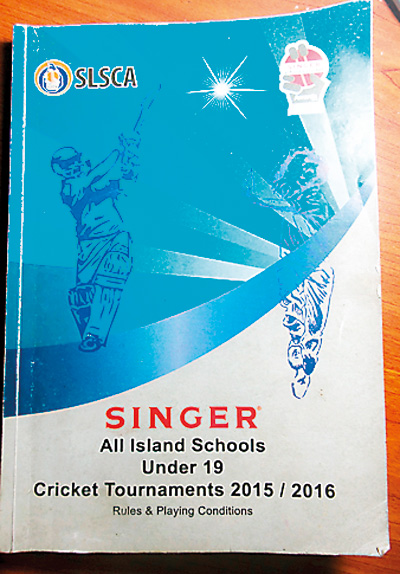 SLSCA
SINGER
All Island Schools
Under 19
Cricket Tournaments 2015 / 2016
Rules & Playing Conditions